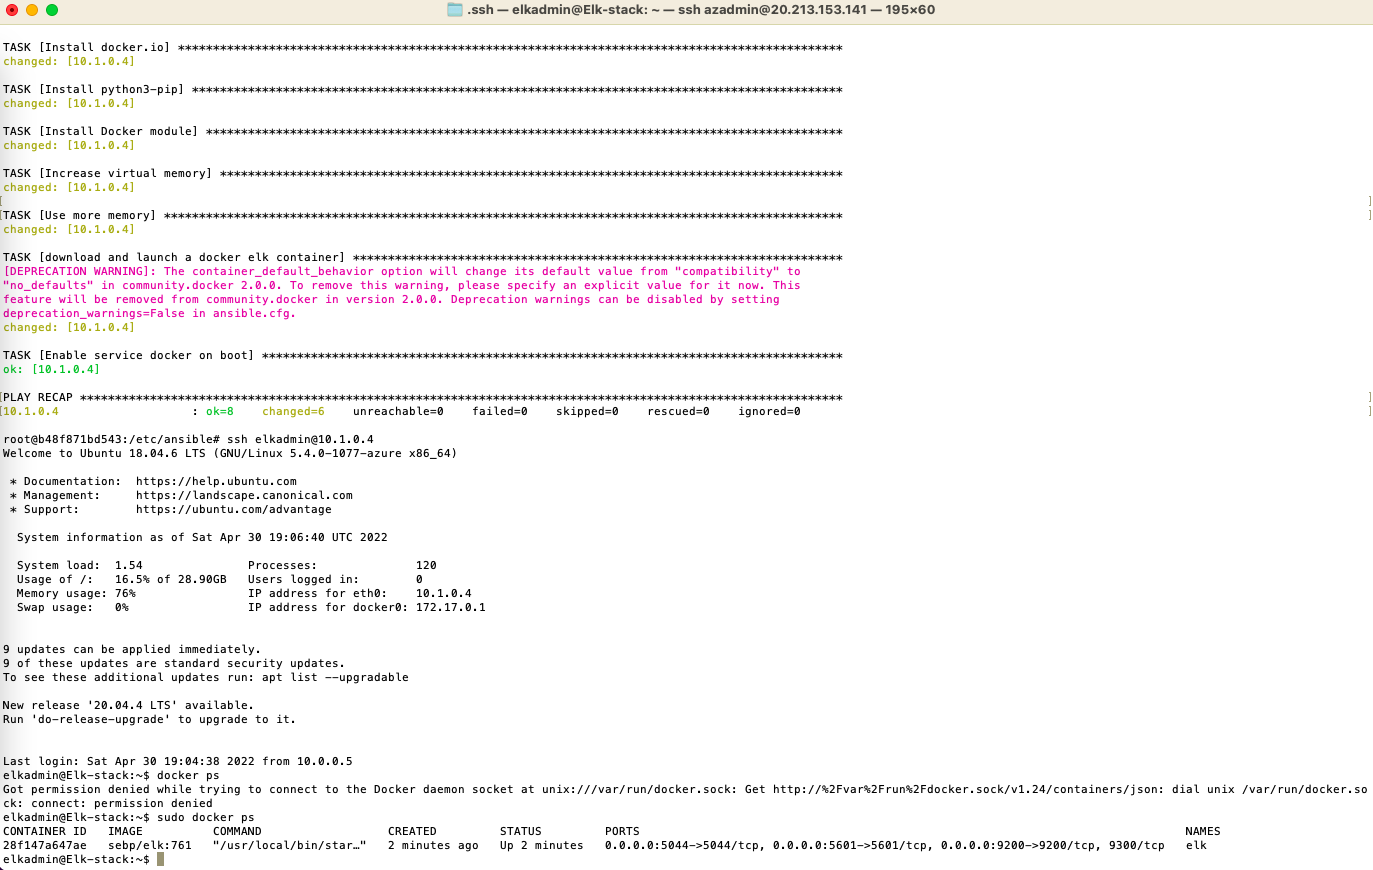 .ssh — elkadmin@Elk-stack: ~ — ssh azadmin@20.213.153.141 — 195×60
TASK [Install docker.io] **********************************************************************************************
changed: [10.1.0.4]
TASK [Install python3-pip] ********************************************************************************************
changed: [10.1.0.4]
TASK [Install Docker module] ******************************************************************************************
changed: [10.1.0.4]
TASK [Increase virtual memory] ****************************************************************************************
changed: [10.1.0.4]
[ ]
[TASK [Use more memory] ************************************************************************************************ ]
changed: [10.1.0.4]
TASK [download and launch a docker elk container] *********************************************************************
[DEPRECATION WARNING]: The container_default_behavior option will change its default value from "compatibility" to
"no_defaults" in community.docker 2.0.0. To remove this warning, please specify an explicit value for it now. This
feature will be removed from community.docker in version 2.0.0. Deprecation warnings can be disabled by setting
deprecation_warnings=False in ansible.cfg.
changed: [10.1.0.4]
TASK [Enable service docker on boot] **********************************************************************************
ok: [10.1.0.4]
[PLAY RECAP ************************************************************************************************************ ]
[10.1.0.4                   : ok=8    changed=6    unreachable=0    failed=0    skipped=0    rescued=0    ignored=0 ]
root@b48f871bd543:/etc/ansible# ssh elkadmin@10.1.0.4
Welcome to Ubuntu 18.04.6 LTS (GNU/Linux 5.4.0-1077-azure x86_64)
* Documentation:  https://help.ubuntu.com
* Management:     https://landscape.canonical.com
* Support:        https://ubuntu.com/advantage
System information as of Sat Apr 30 19:06:40 UTC 2022
System load:  1.54               Processes:              120
Usage of /:   16.5% of 28.90GB   Users logged in:        0
Memory usage: 76%                IP address for eth0:    10.1.0.4
Swap usage:   0%                 IP address for docker0: 172.17.0.1
9 updates can be applied immediately.
9 of these updates are standard security updates.
To see these additional updates run: apt list --upgradable
New release '20.04.4 LTS' available.
Run 'do-release-upgrade' to upgrade to it.
Last login: Sat Apr 30 19:04:38 2022 from 10.0.0.5
elkadmin@Elk-stack:~$ docker ps
Got permission denied while trying to connect to the Docker daemon socket at unix:///var/run/docker.sock: Get http://%2Fvar%2Frun%2Fdocker.sock/v1.24/containers/json: dial unix /var/run/docker.so
ck: connect: permission denied
elkadmin@Elk-stack:~$ sudo docker ps
CONTAINER ID   IMAGE          COMMAND                  CREATED         STATUS         PORTS                                                                              NAMES
28f147a647ae   sebp/elk:761   "/usr/local/bin/star…"   2 minutes ago   Up 2 minutes   0.0.0.0:5044->5044/tcp, 0.0.0.0:5601->5601/tcp, 0.0.0.0:9200->9200/tcp, 9300/tcp   elk
elkadmin@Elk-stack:~$